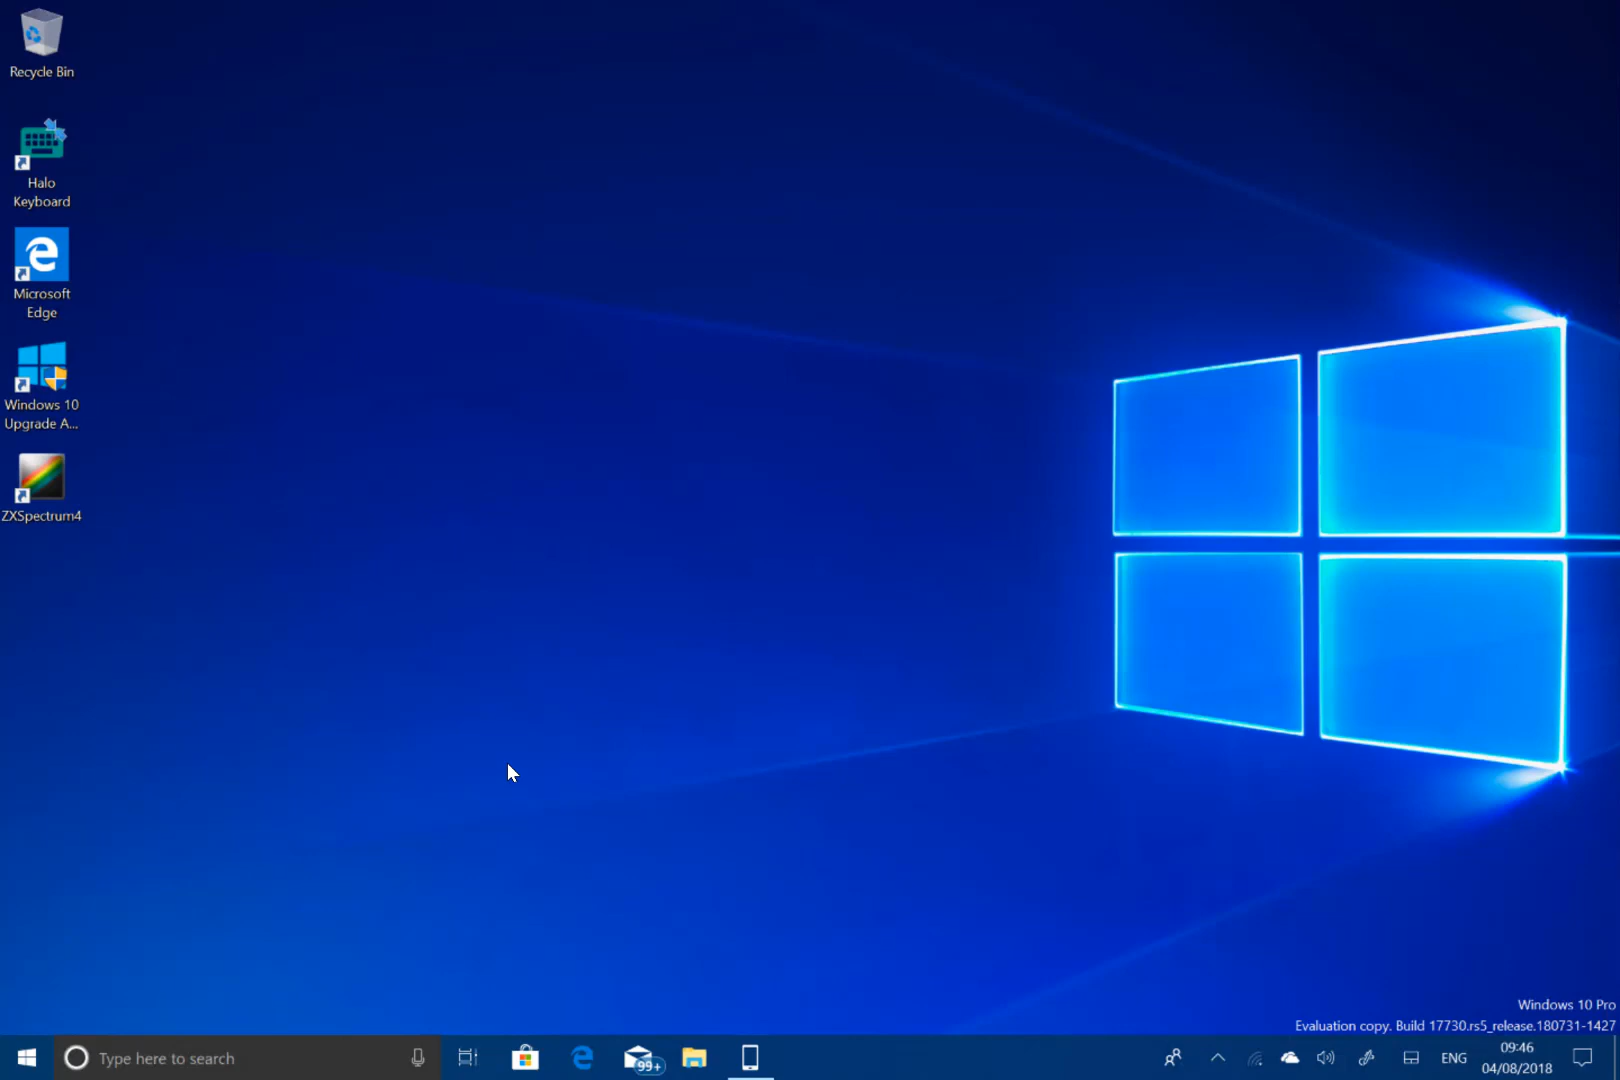 Recycle Bin
Halo
Keyboard
Microsoft
Edge
Windows 10
Upgrade A...
ZXSpectrum4
Windows 10 Pro
Evaluation copy. Build 17730.rs5_release.180731-1427
Type here to search
99+
ENG
09:46
04/08/2018